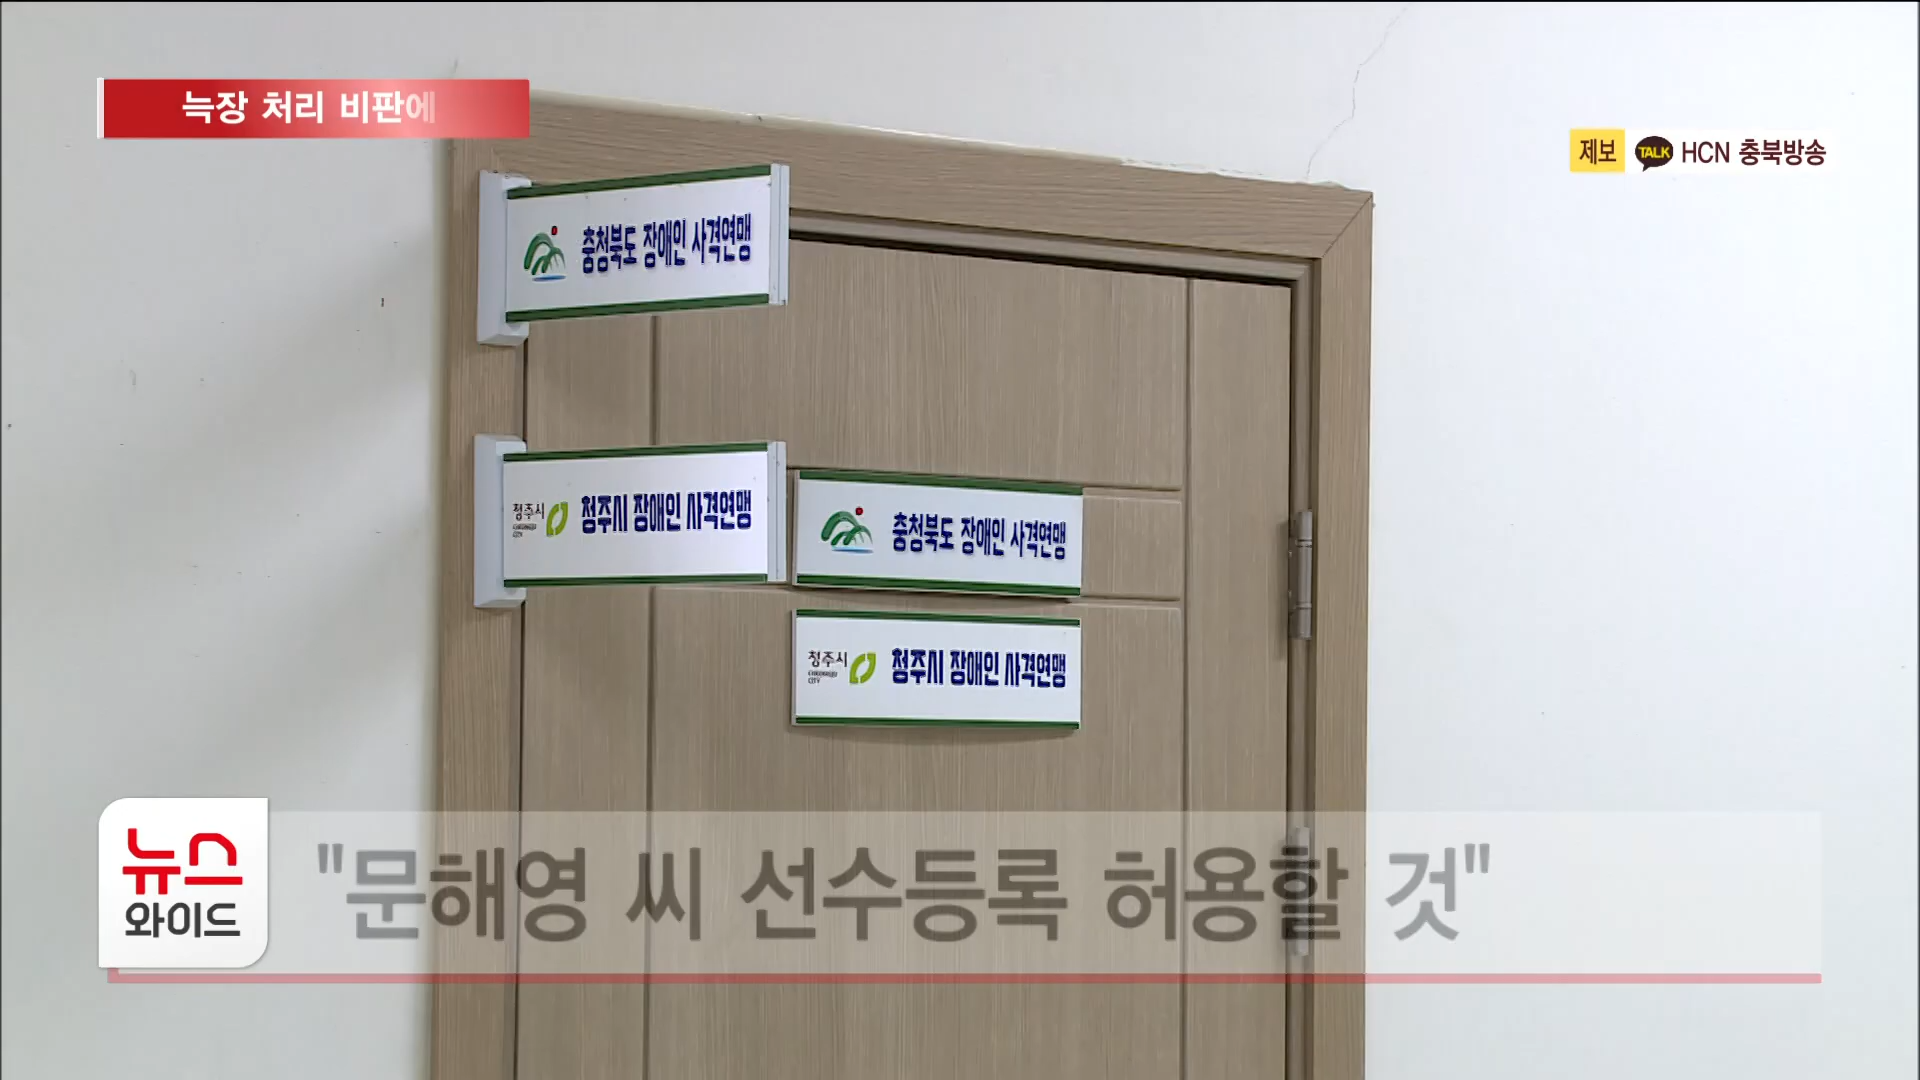 늑장 처리 비판에
제보 TALK HCN 충북방송
충청북도 장애인 사격연맹
청주시 청주시 장애인 사격연맹
충청북도 장애인 사격연맹
청주시 청주시 장애인 사격연맹
뉴스
와이드
"문해영 씨 선수등록 허용할 것"